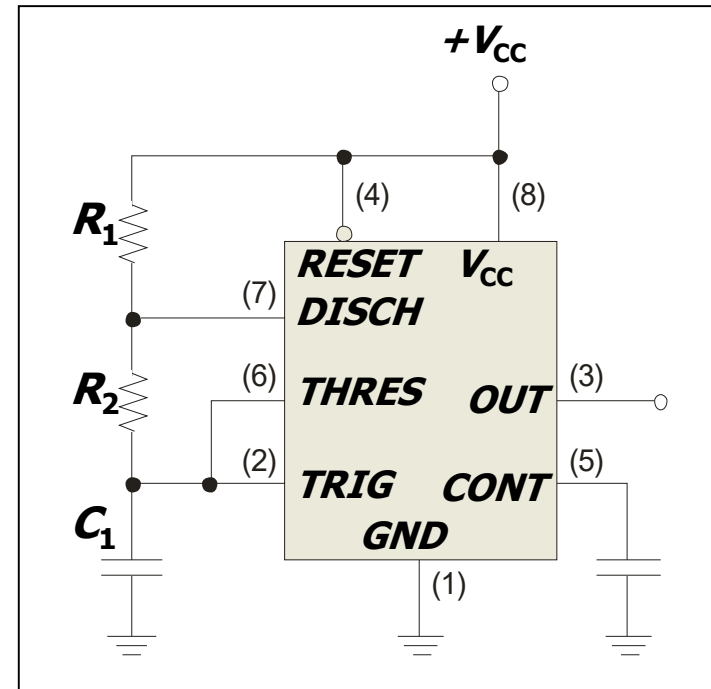 +VCC
(4) (8)
R1
RESET VCC
(7)
DISCH
R2
(6) THRES OUT (3)
(2) TRIG CONT (5)
C1
GND
(1)